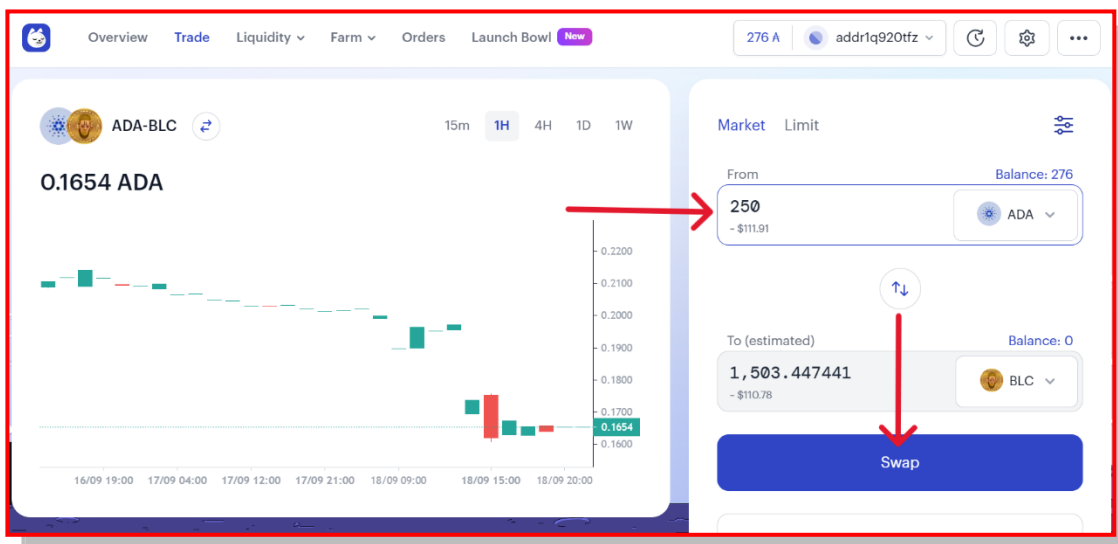 Overview Trade Liquidity Farm Orders Launch Bowl New 276 ₳ addr1q920tfz
ADA-BLC 15m 1H 4H 1D 1W
0.1654 ADA
0.2200
0.2100
0.2000
0.1900
0.1800
0.1700
0.1654
0.1600
16/09 19:00 17/09 04:00 17/09 12:00 17/09 21:00 18/09 09:00 18/09 15:00 18/09 20:00
Market Limit
From Balance: 276
250 ADA
~ $111.91
To (estimated) Balance: 0
1,503.447441 BLC
~ $110.78
Swap